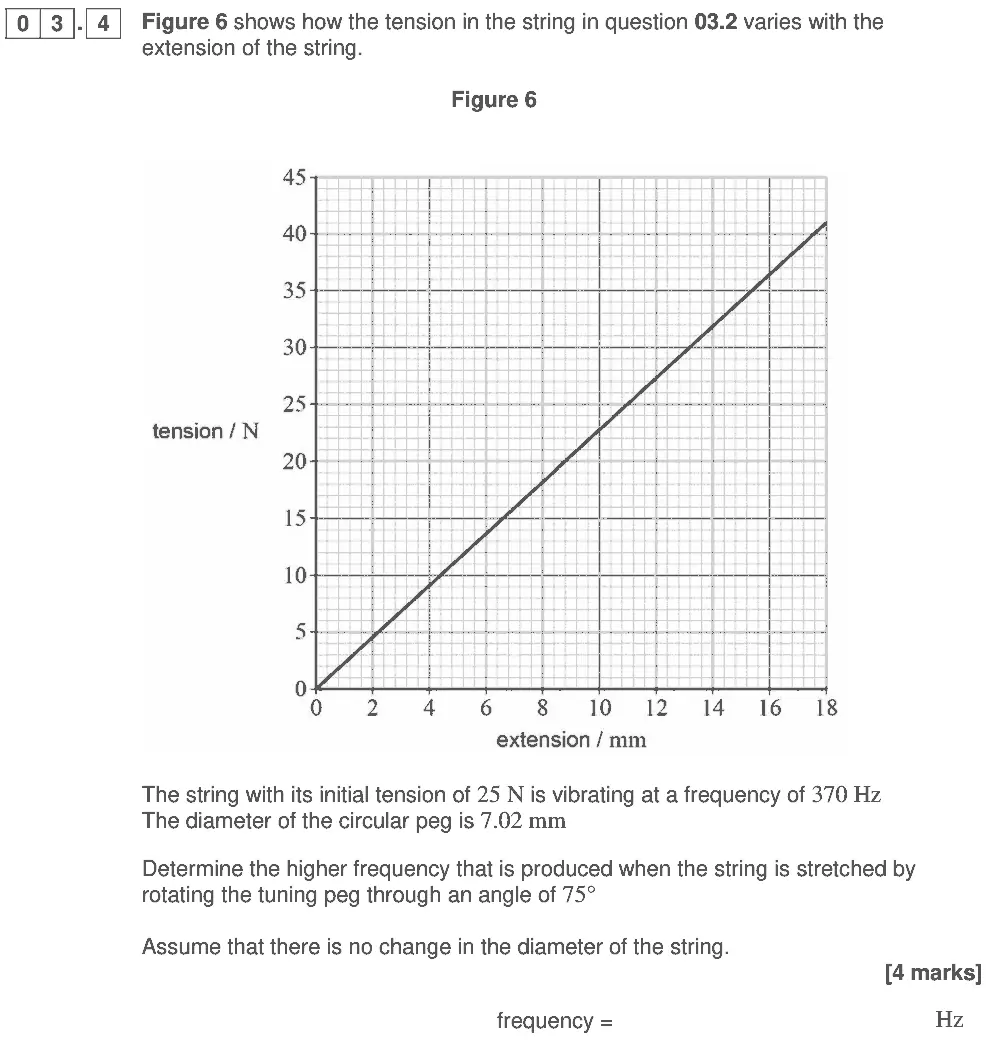 0 3 . 4 Figure 6 shows how the tension in the string in question 03.2 varies with the
extension of the string.
Figure 6
45
40
35
30
25
tension / N
20
15
10
5
0
0 2 4 6 8 10 12 14 16 18
extension / mm
The string with its initial tension of 25 N is vibrating at a frequency of 370 Hz
The diameter of the circular peg is 7.02 mm
Determine the higher frequency that is produced when the string is stretched by
rotating the tuning peg through an angle of 75°
Assume that there is no change in the diameter of the string.
[4 marks]
frequency = Hz